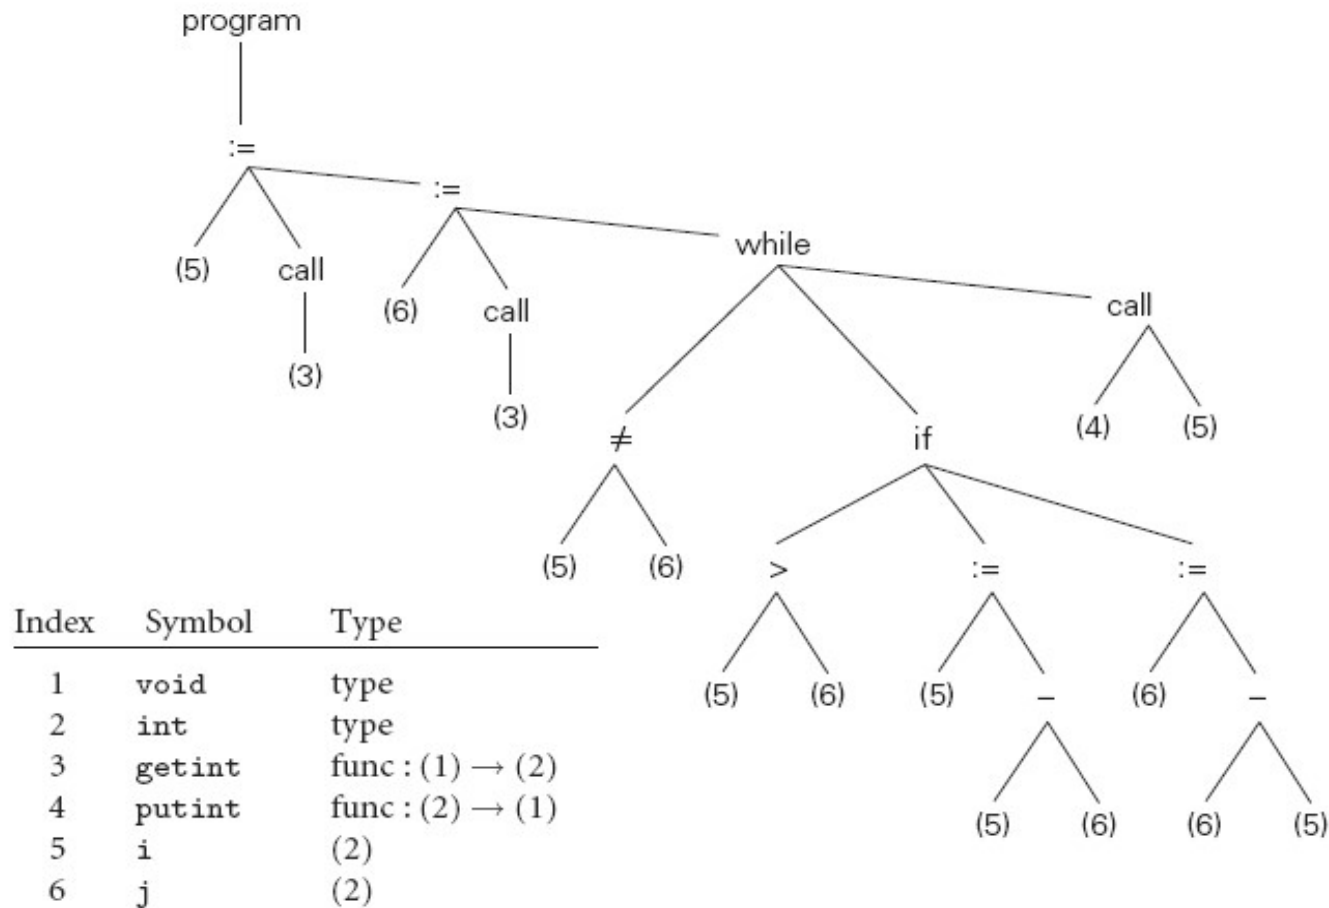 program
:=
:=
while
(5) call
(6) call
call
(3)
(3)
≠ if
(4) (5)
(5) (6)
> := :=
(5) (6) (5) – (6) –
(5) (6) (6) (5)
Index Symbol Type
1 void type
2 int type
3 getint func : (1) → (2)
4 putint func : (2) → (1)
5 i (2)
6 j (2)